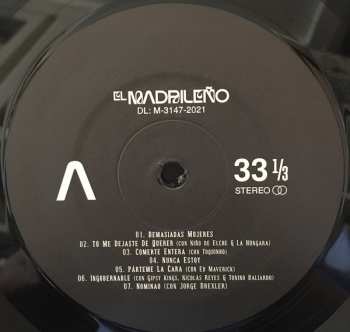 EL MADRILEÑO
DL: M-3147-2021
A
33 1/3
STEREO
01. Demasiadas Mujeres
02. Tú Me Dejaste De Querer (con Niño de Elche & La Húngara)
03. Comerte Entera (con Toquinho)
04. Nunca Estoy
05. Párteme La Cara (con Ed Maverick)
06. Ingobernable (con Gipsy Kings, Nicolas Reyes & Tonino Baliardo)
07. Nominao (con Jorge Drexler)